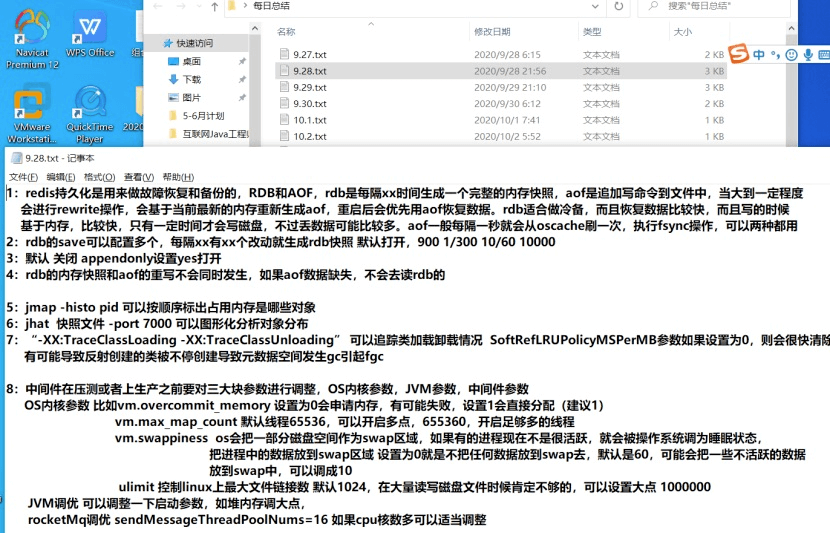 每日总结
搜索"每日总结"
名称 修改日期 类型 大小
快速访问
桌面
下载
图片
5-6月计划
互联网Java工程
9.27.txt 2020/9/28 6:15 文本文档 2 KB
9.28.txt 2020/9/28 21:56 文本文档 3 KB
9.29.txt 2020/9/29 21:10 文本文档 3 KB
9.30.txt 2020/9/30 6:12 文本文档 2 KB
10.1.txt 2020/10/1 7:41 文本文档 1 KB
10.2.txt 2020/10/2 5:52 文本文档 1 KB
中
Navicat Premium 12
WPS Office
VMware Workstati...
QuickTime Player
2020
9.28.txt - 记事本
文件(F) 编辑(E) 格式(O) 查看(V) 帮助(H)
1：redis持久化是用来做故障恢复和备份的，RDB和AOF，rdb是每隔xx时间生成一个完整的内存快照，aof是追加写命令到文件中，当大到一定程度
会进行rewrite操作，会基于当前最新的内存重新生成aof，重启后会优先用aof恢复数据。rdb适合做冷备，而且恢复数据比较快，而且写的时候
基于内存，比较快，只有一定时间才会写磁盘，不过丢数据可能比较多。aof一般每隔一秒就会从oscache刷一次，执行fsync操作，可以两种都用
2：rdb的save可以配置多个，每隔xx有xx个改动就生成rdb快照 默认打开，900 1/300 10/60 10000
3：默认 关闭 appendonly设置yes打开
4：rdb的内存快照和aof的重写不会同时发生，如果aof数据缺失，不会去读rdb的
5：jmap -histo pid 可以按顺序标出占用内存是哪些对象
6：jhat 快照文件 -port 7000 可以图形化分析对象分布
7：“-XX:TraceClassLoading -XX:TraceClassUnloading” 可以追踪类加载卸载情况 SoftRefLRUPolicyMSPerMB参数如果设置为0，则会很快清除
有可能导致反射创建的类被不停创建导致元数据空间发生gc引起fgc
8：中间件在压测或者上生产之前要对三大块参数进行调整，OS内核参数，JVM参数，中间件参数
OS内核参数 比如vm.overcommit_memory 设置为0会申请内存，有可能失败，设置1会直接分配（建议1）
vm.max_map_count 默认线程65536，可以开启多点，655360，开启足够多的线程
vm.swappiness os会把一部分磁盘空间作为swap区域，如果有的进程现在不是很活跃，就会被操作系统调为睡眠状态，
把进程中的数据放到swap区域 设置为0就是不把任何数据放到swap去，默认是60，可能会把一些不活跃的数据
放到swap中，可以调成10
ulimit 控制linux上最大文件链接数 默认1024，在大量读写磁盘文件时候肯定不够的，可以设置大点 1000000
JVM调优 可以调整一下启动参数，如堆内存调大点，
rocketMq调优 sendMessageThreadPoolNums=16 如果cpu核数多可以适当调整